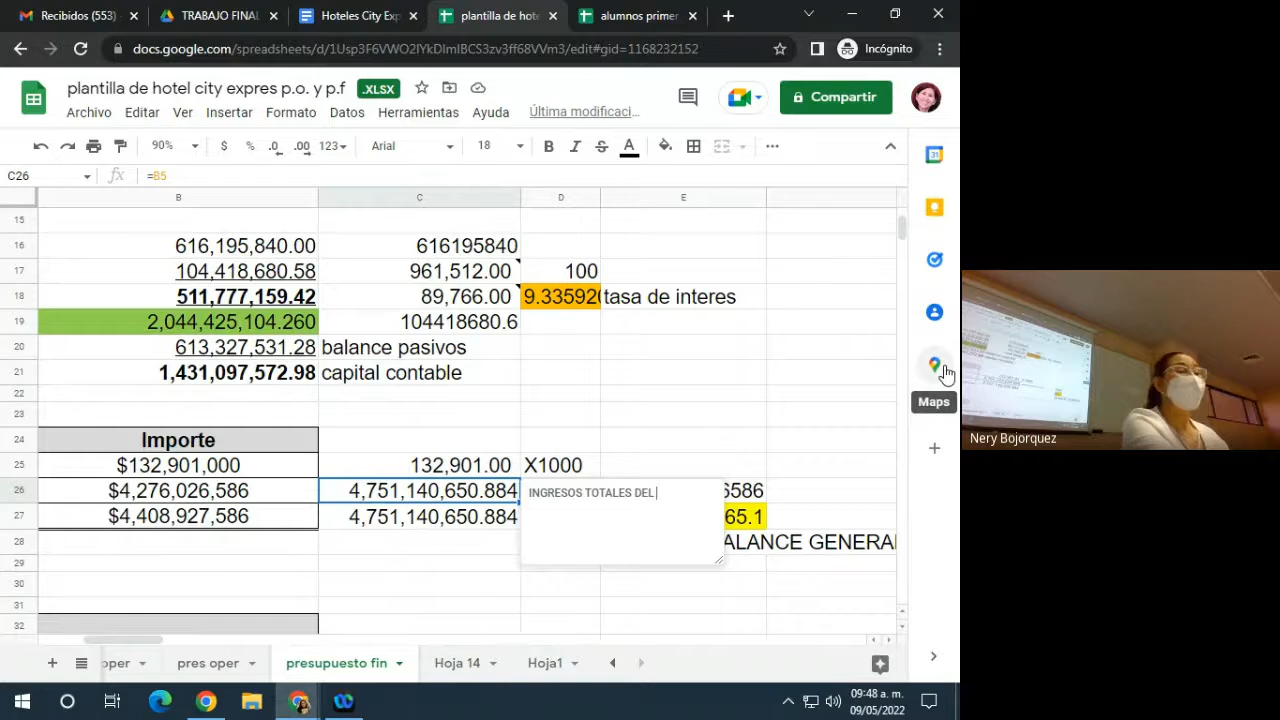 Recibidos (553)
TRABAJO FINAL
Hoteles City Exp
plantilla de hote
alumnos primer
docs.google.com/spreadsheets/d/1Usp3F6VWO2IYkDlmIBCS3zv3ff68VVm3/edit#gid=1168232152
Incógnito
plantilla de hotel city expres p.o. y p.f
.XLSX
Compartir
Archivo Editar Ver Insertar Formato Datos Herramientas Ayuda Última modificaci...
90% $ % .0 .00 123 Arial 18 B I S A
C26 fx =B5
B C D E
15
16 616,195,840.00 616195840
17 104,418,680.58 961,512.00 100
18 511,777,159.42 89,766.00 9.335920 tasa de interes
19 2,044,425,104.260 104418680.6
20 613,327,531.28 balance pasivos
21 1,431,097,572.98 capital contable
22
23
24 Importe
25 $132,901,000 132,901.00 X1000
26 $4,276,026,586 4,751,140,650.884 INGRESOS TOTALES DEL 6586
27 $4,408,927,586 4,751,140,650.884 65.1
28 ALANCE GENERAL
29
30
31
32
31
Maps
Nery Bojorquez
oper pres oper presupuesto fin Hoja 14 Hoja1
09:48 a. m.
09/05/2022